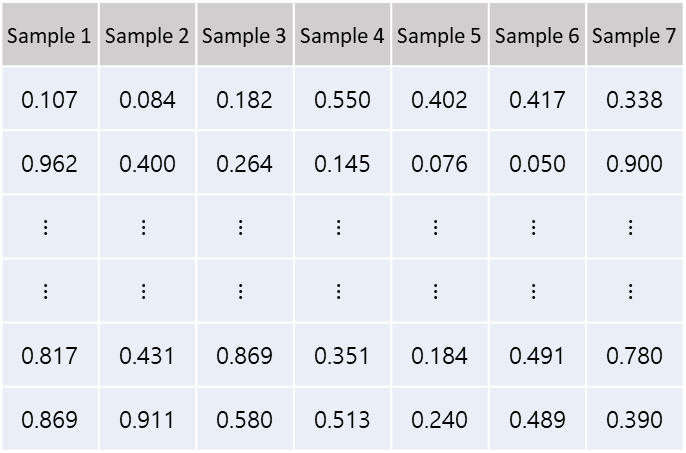 Sample 1 Sample 2 Sample 3 Sample 4 Sample 5 Sample 6 Sample 7
0.107 0.084 0.182 0.550 0.402 0.417 0.338
0.962 0.400 0.264 0.145 0.076 0.050 0.900
⋮ ⋮ ⋮ ⋮ ⋮ ⋮ ⋮
⋮ ⋮ ⋮ ⋮ ⋮ ⋮ ⋮
0.817 0.431 0.869 0.351 0.184 0.491 0.780
0.869 0.911 0.580 0.513 0.240 0.489 0.390